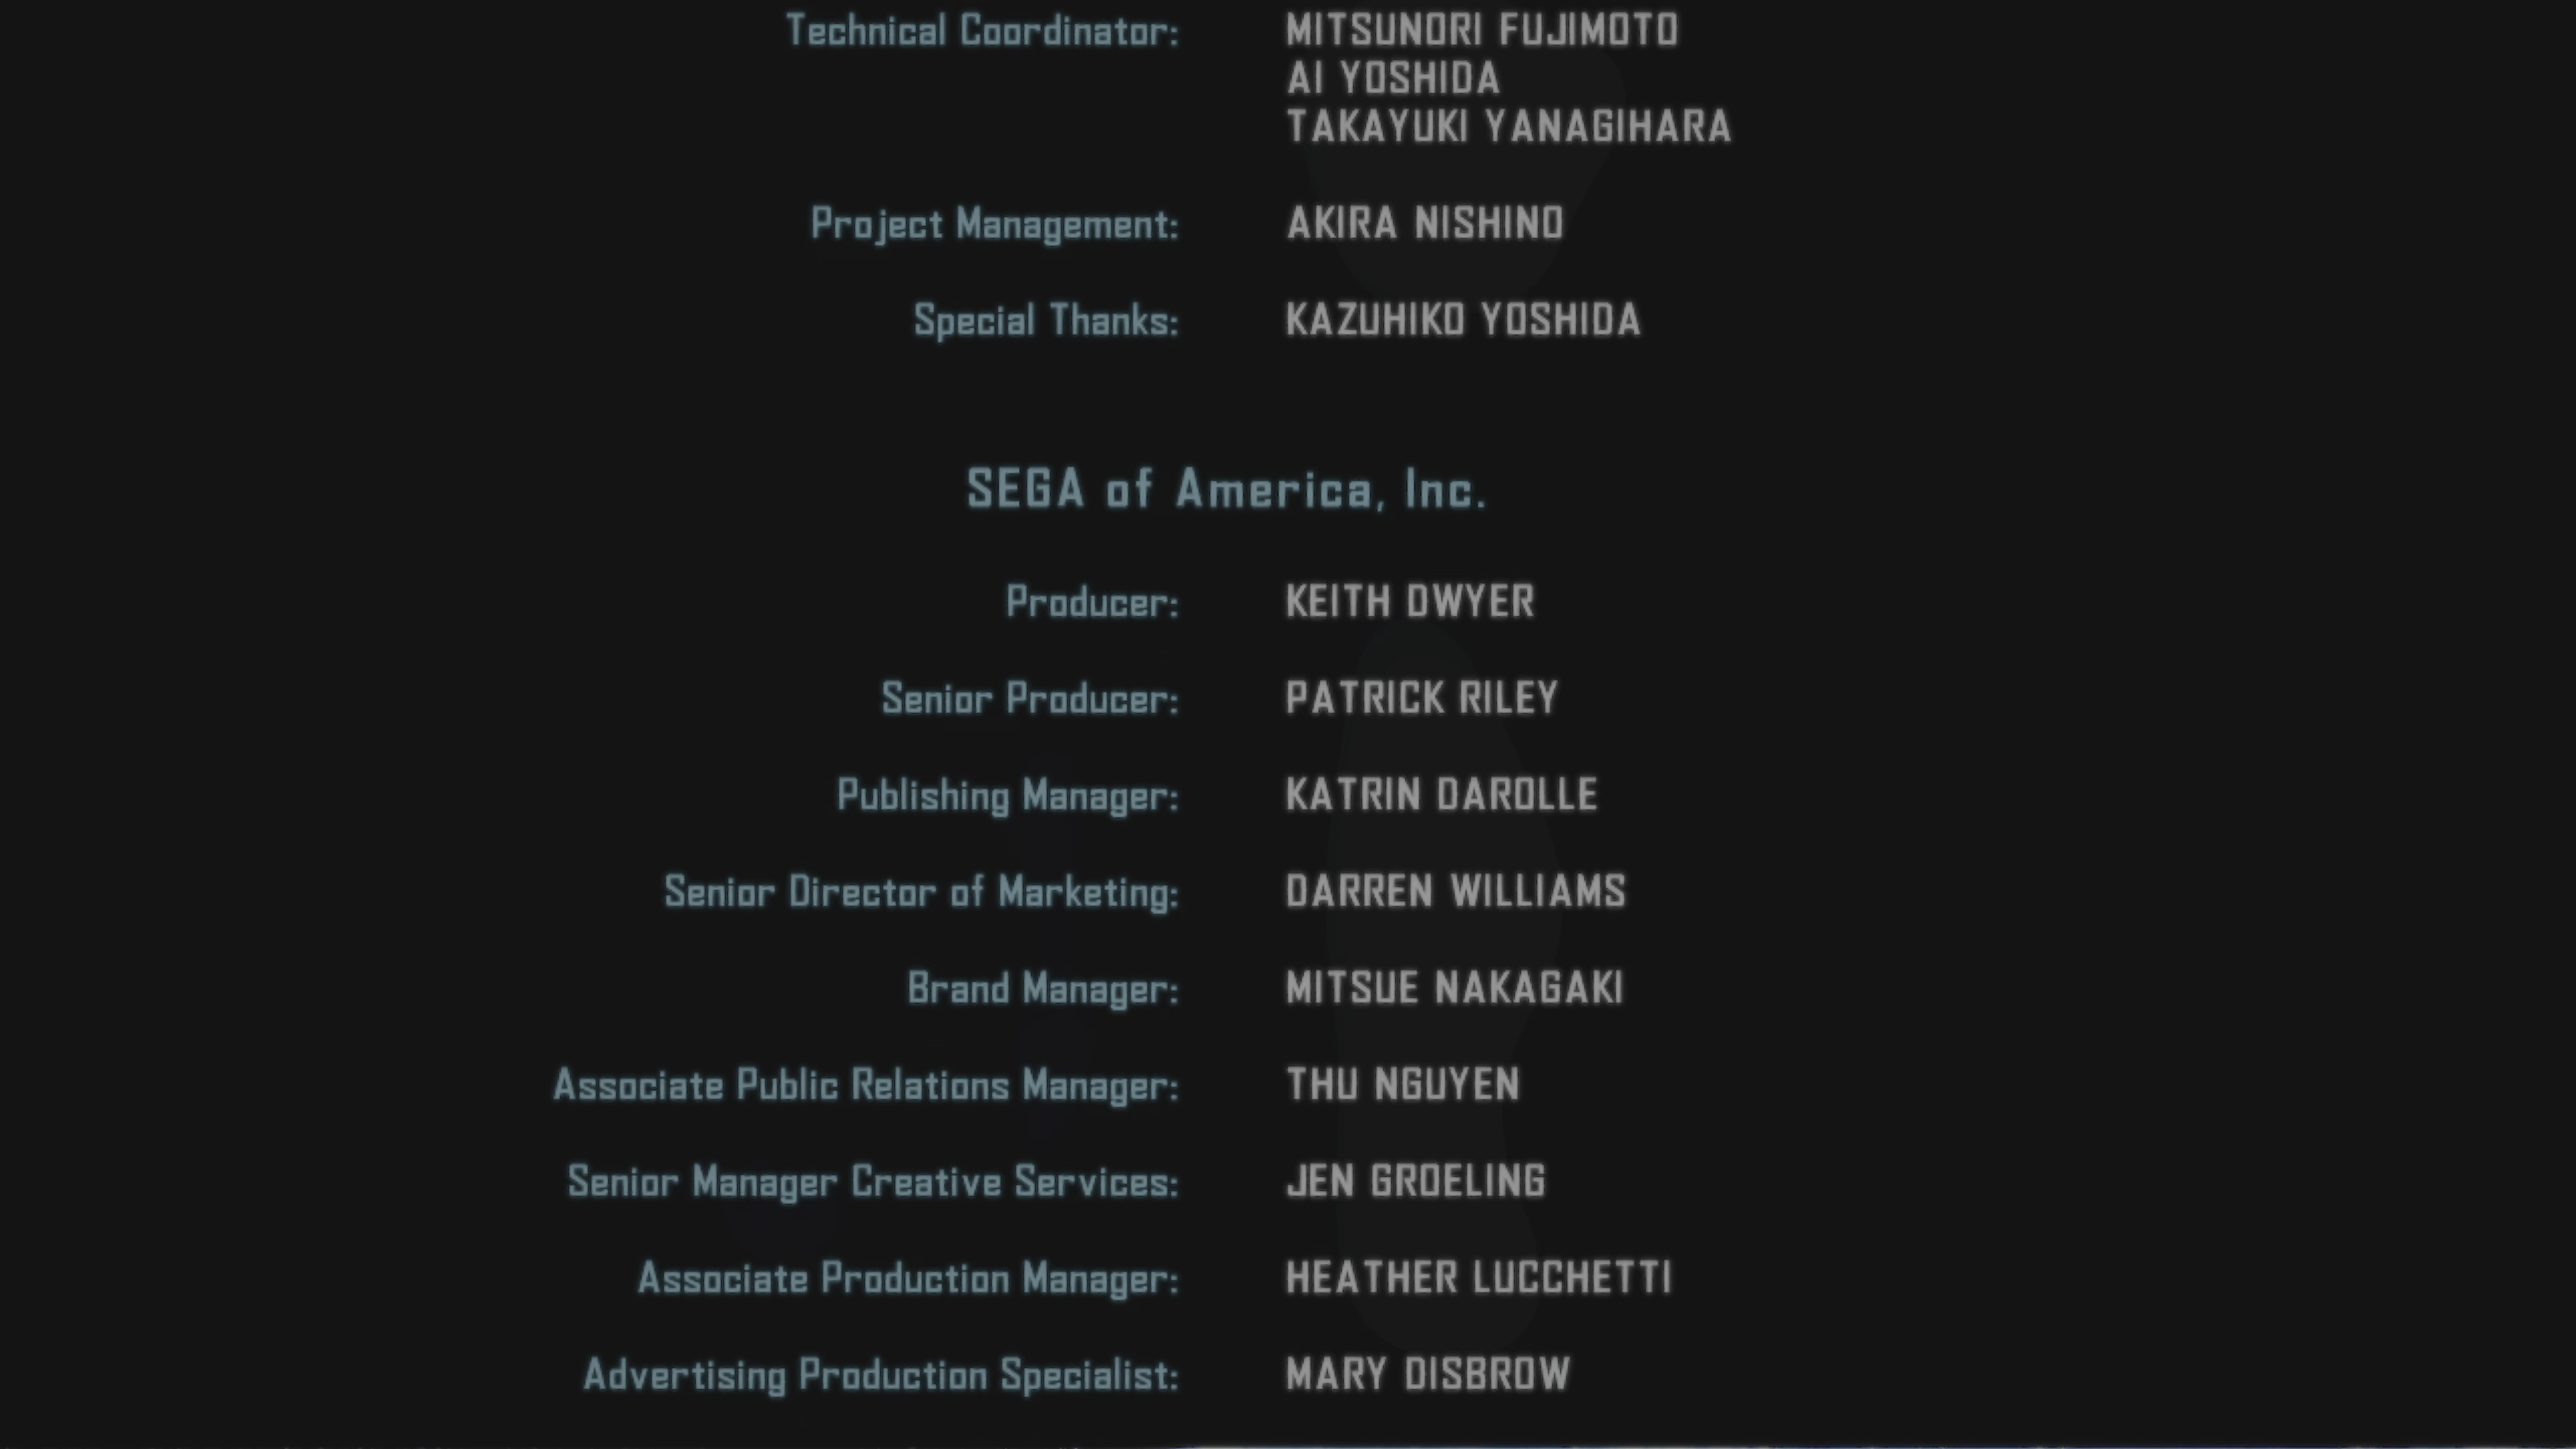 Technical Coordinator: MITSUNORI FUJIMOTO
AI YOSHIDA
TAKAYUKI YANAGIHARA
Project Management: AKIRA NISHINO
Special Thanks: KAZUHIKO YOSHIDA
SEGA of America, Inc.
Producer: KEITH DWYER
Senior Producer: PATRICK RILEY
Publishing Manager: KATRIN DAROLLE
Senior Director of Marketing: DARREN WILLIAMS
Brand Manager: MITSUE NAKAGAKI
Associate Public Relations Manager: THU NGUYEN
Senior Manager Creative Services: JEN GROELING
Associate Production Manager: HEATHER LUCCHETTI
Advertising Production Specialist: MARY DISBROW